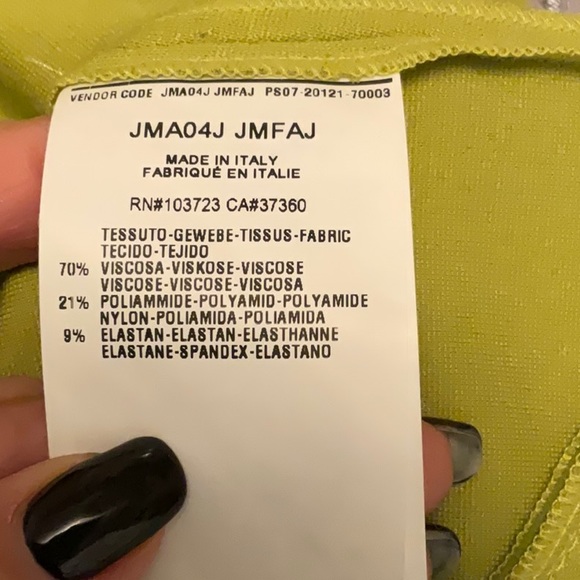 VENDOR CODE JMA04J JMFAJ PS07-20121-70003
JMA04J JMFAJ
MADE IN ITALY
FABRIQUÉ EN ITALIE
RN#103723 CA#37360
TESSUTO-GEWEBE-TISSUS-FABRIC
TECIDO-TEJIDO
70% VISCOSA-VISKOSE-VISCOSE
VISCOSE-VISCOSE-VISCOSA
21% POLIAMMIDE-POLYAMID-POLYAMIDE
NYLON-POLIAMIDA-POLIAMIDA
9% ELASTAN-ELASTAN-ELASTHANNE
ELASTANE-SPANDEX-ELASTANO